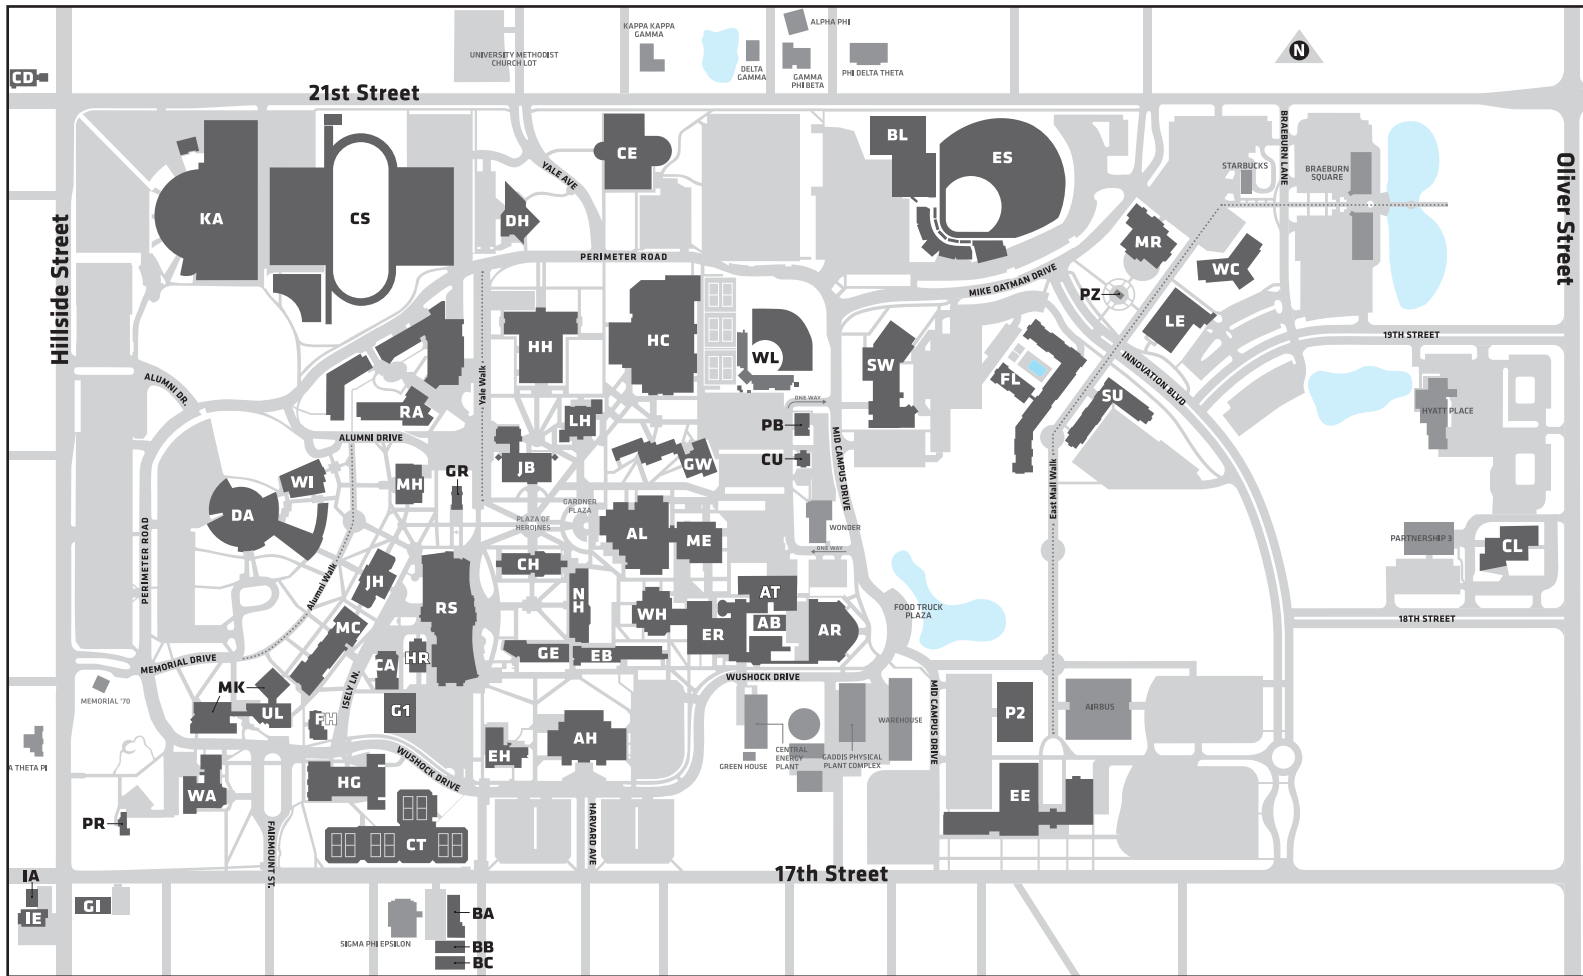 KAPPA KAPPA
GAMMA
ALPHA PHI
UNIVERSITY METHODIST
CHURCH LOT
DELTA
GAMMA
GAMMA
PHI BETA
PHI DELTA THETA
N
CD
21st Street
BL
CE
ES
BRAEBURN LANE
STARBUCKS
BRAEBURN
SQUARE
YALE AVE
KA
CS
DH
Hillside Street
Oliver Street
MR
WC
PERIMETER ROAD
MIKE OATMAN DRIVE
PZ
LE
19TH STREET
HH
HC
WL
SW
INNOVATION BLVD
FL
SU
ALUMNI DR.
Yale Walk
RA
LH
ONE WAY
PB
HYATT PLACE
ALUMNI DRIVE
MID CAMPUS DRIVE
CU
GW
JB
GR
MH
WI
East Mall Walk
DA
GARDNER
PLAZA
PLAZA OF
HEROINES
WONDER
AL
ME
ONE WAY
PARTNERSHIP 3
CL
PERIMETER ROAD
CH
JH
Alumni Walk
RS
NH
AT
WH
AB
AR
ER
FOOD TRUCK
PLAZA
18TH STREET
MC
GE
EB
HR
CA
MEMORIAL DRIVE
WUSHOCK DRIVE
MK
ISELY LN.
MEMORIAL '70
UL
FH
G1
MID CAMPUS DRIVE
P2
AIRBUS
WAREHOUSE
A THETA PI
EH
AH
WUSHOCK DRIVE
GREEN HOUSE
CENTRAL
ENERGY
PLANT
GADDIS PHYSICAL
PLANT COMPLEX
WA
HG
EE
PR
FAIRMOUNT ST.
CT
HARVARD AVE
17th Street
IA
GI
IE
BA
SIGMA PHI EPSILON
BB
BC